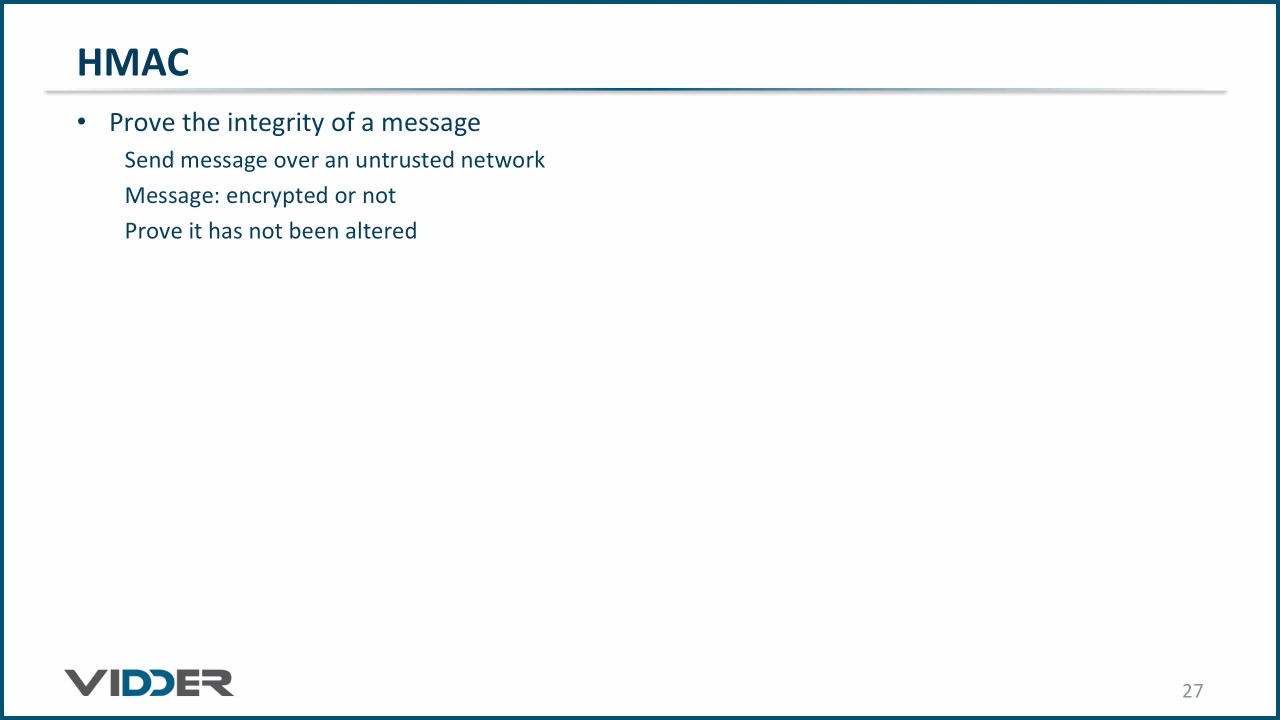 HMAC
• Prove the integrity of a message
Send message over an untrusted network
Message: encrypted or not
Prove it has not been altered
VIDDER
27